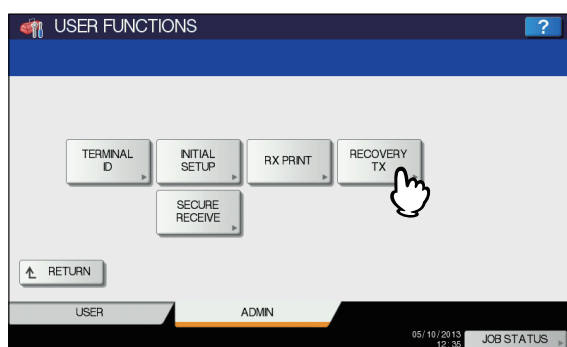 USER FUNCTIONS
?
TERMINAL
ID
INITIAL
SETUP
RX PRINT
RECOVERY
TX
SECURE
RECEIVE
RETURN
USER
ADMIN
05/10/2013
12:35
JOB STATUS